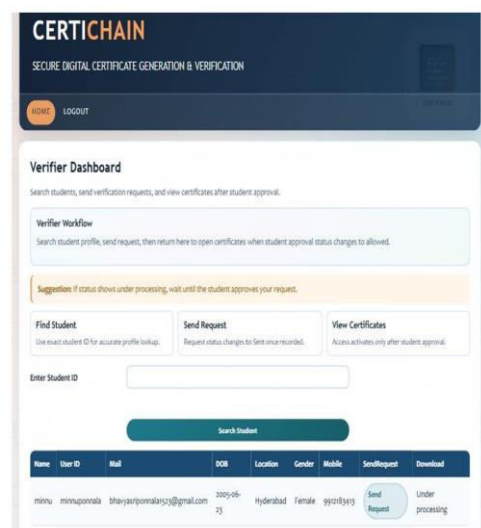 CERTICHAIN
SECURE DIGITAL CERTIFICATE GENERATION & VERIFICATION
HOME LOGOUT
Verifier Dashboard
Search students, send verification requests, and view certificates after student approval.
Verifier Workflow
Search student profile, send request, then return here to open certificates when student approval status changes to allowed.
Suggestion: If status shows under processing, wait until the student approves your request.
Find Student Send Request View Certificates
Use exact student ID for accurate profile lookup. Request status changes to Sent once recorded. Access activates only after student approval.
Enter Student ID
Search Student
Name User ID Mail DOB Location Gender Mobile SendRequest Download
minnu minnuponnala bhavyasriponnala1523@gmail.com 2005-06-23 Hyderabad Female 9912183413 Send Request Under processing